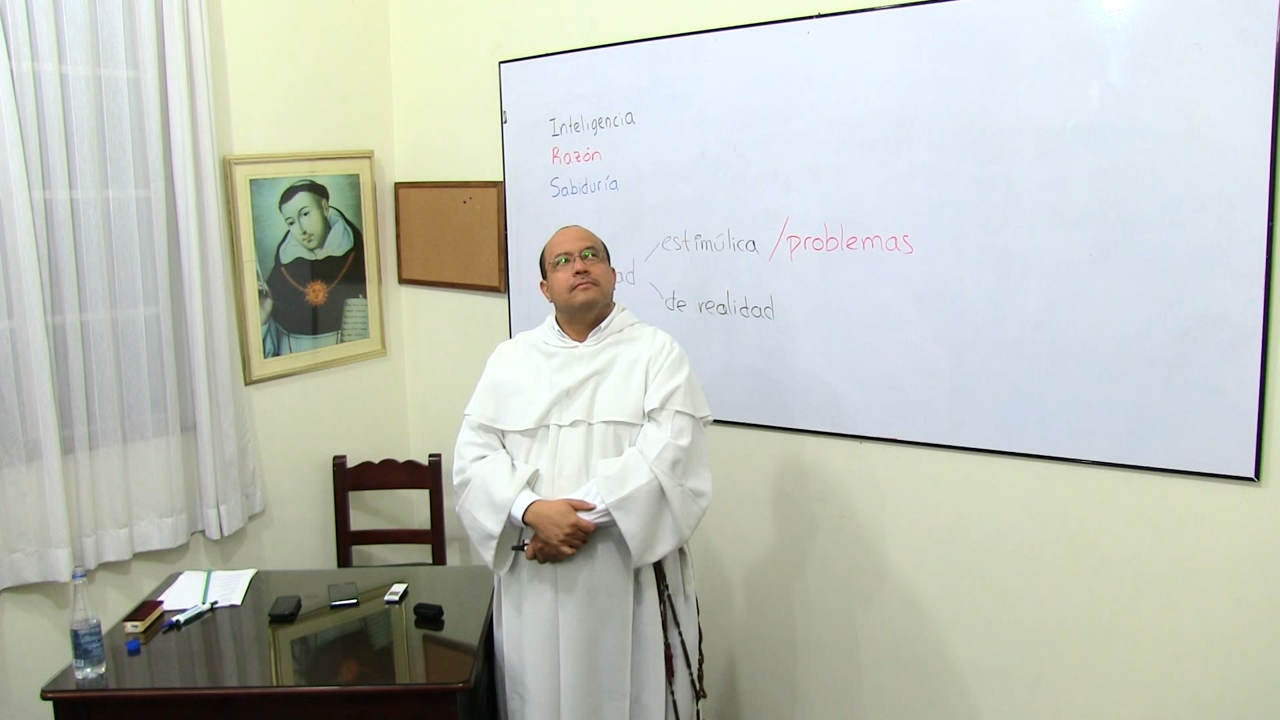 Inteligencia
Razón
Sabiduría
estimúlica / problemas
ad
de realidad